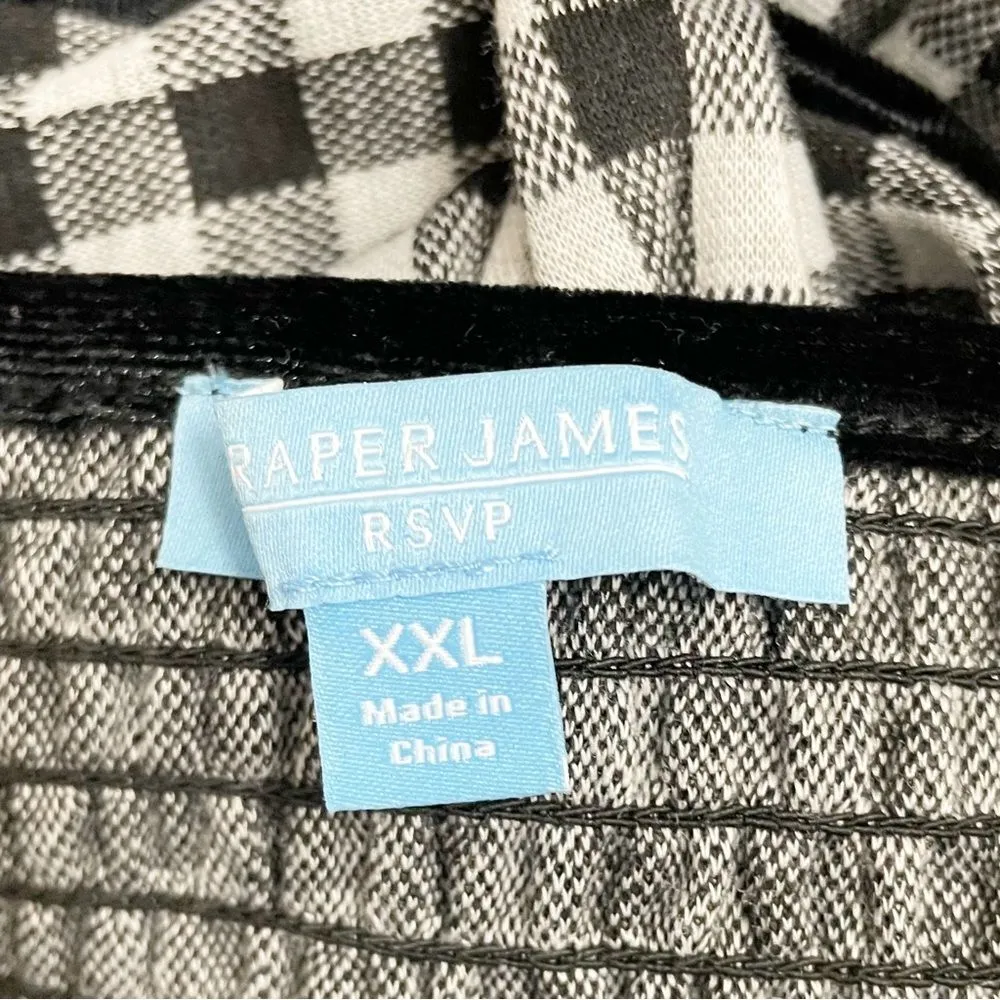 RAPER JAMES
RSVP
XXL
Made in
China